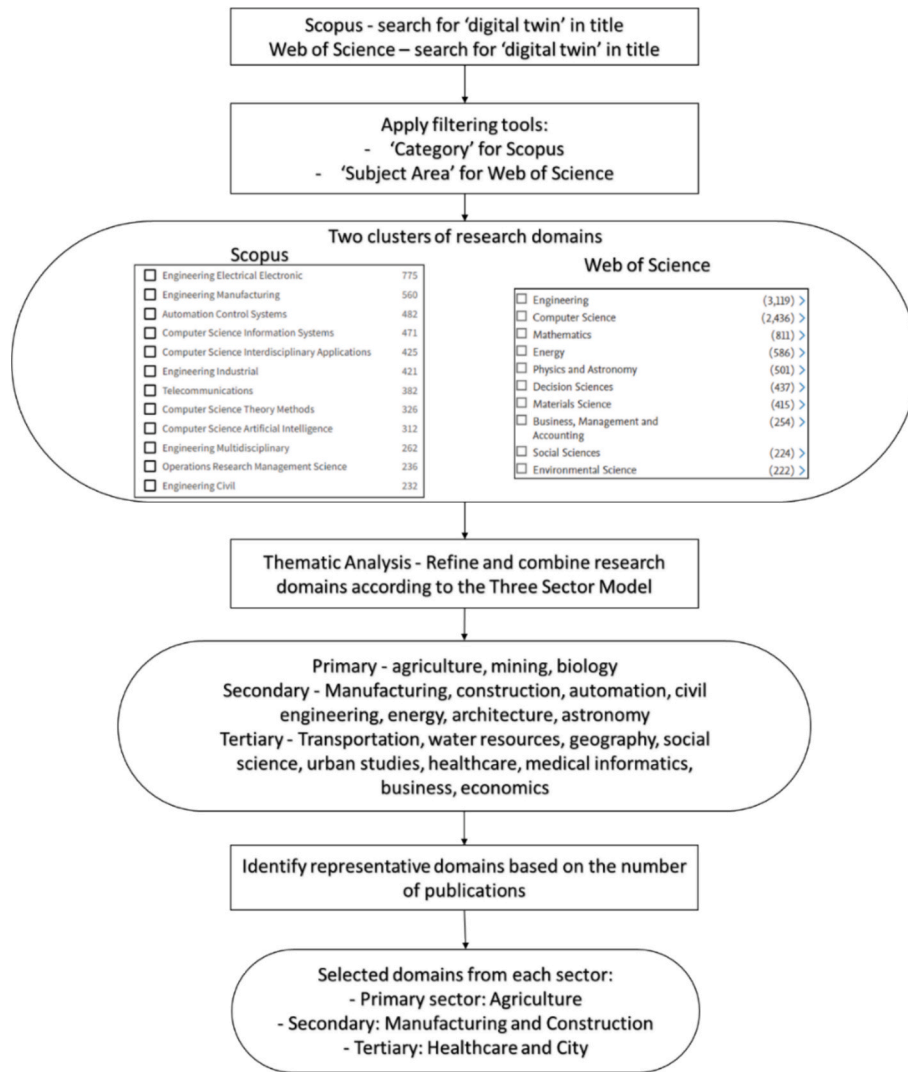 Scopus - search for ‘digital twin’ in title
Web of Science – search for ‘digital twin’ in title
Apply filtering tools:
- ‘Category’ for Scopus
- ‘Subject Area’ for Web of Science
Two clusters of research domains
Scopus
Engineering Electrical Electronic 775
Engineering Manufacturing 560
Automation Control Systems 482
Computer Science Information Systems 471
Computer Science Interdisciplinary Applications 425
Engineering Industrial 421
Telecommunications 382
Computer Science Theory Methods 326
Computer Science Artificial Intelligence 312
Engineering Multidisciplinary 262
Operations Research Management Science 236
Engineering Civil 232
Web of Science
Engineering (3,119) >
Computer Science (2,436) >
Mathematics (811) >
Energy (586) >
Physics and Astronomy (501) >
Decision Sciences (437) >
Materials Science (415) >
Business, Management and (254) >
Accounting
Social Sciences (224) >
Environmental Science (222) >
Thematic Analysis - Refine and combine research
domains according to the Three Sector Model
Primary - agriculture, mining, biology
Secondary - Manufacturing, construction, automation, civil
engineering, energy, architecture, astronomy
Tertiary - Transportation, water resources, geography, social
science, urban studies, healthcare, medical informatics,
business, economics
Identify representative domains based on the number
of publications
Selected domains from each sector:
- Primary sector: Agriculture
- Secondary: Manufacturing and Construction
- Tertiary: Healthcare and City